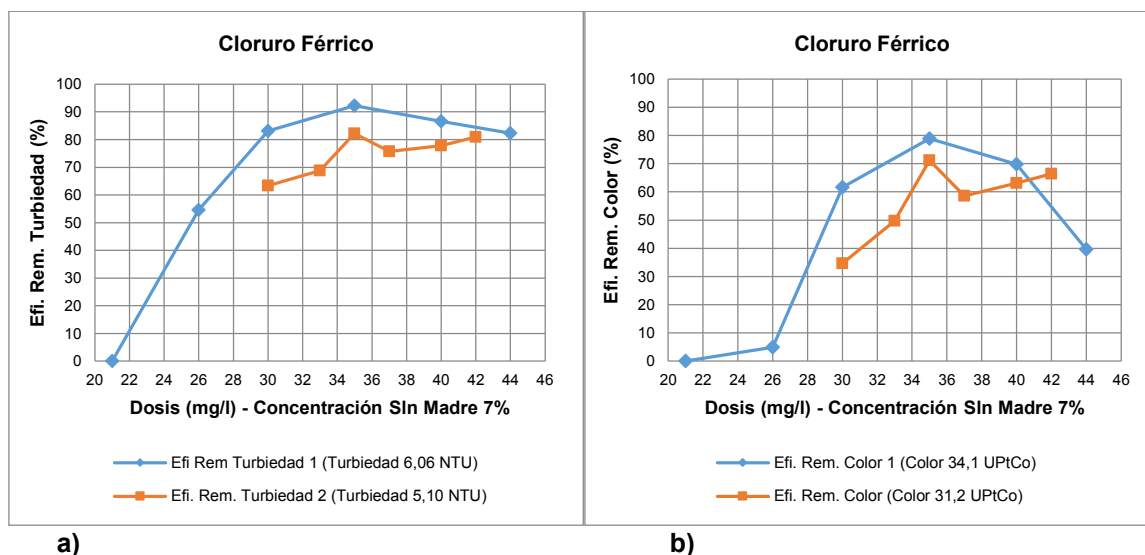 Cloruro Férrico
Efi. Rem. Turbiedad (%)
100
90
80
70
60
50
40
30
20
10
0
20 22 24 26 28 30 32 34 36 38 40 42 44 46
Dosis (mg/l) - Concentración Sln Madre 7%
Efi Rem Turbiedad 1 (Turbiedad 6,06 NTU)
Efi. Rem. Turbiedad 2 (Turbiedad 5,10 NTU)
a)
Cloruro Férrico
Efi. Rem. Color (%)
100
90
80
70
60
50
40
30
20
10
0
20 22 24 26 28 30 32 34 36 38 40 42 44 46
Dosis (mg/l) - Concentración Sln Madre 7%
Efi. Rem. Color 1 (Color 34,1 UPtCo)
Efi. Rem. Color (Color 31,2 UPtCo)
b)